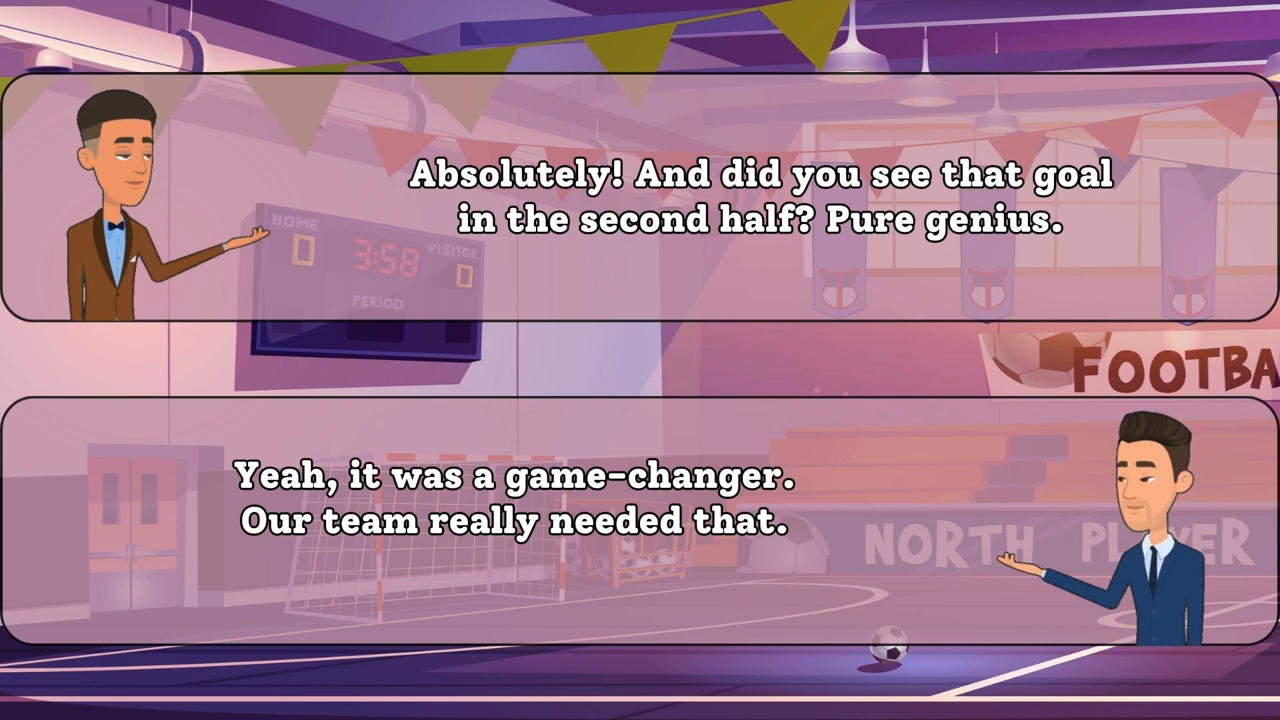 Absolutely! And did you see that goal
in the second half? Pure genius.
HOME
0
3:58
VISITOR
0
PERIOD
FOOTBA
Yeah, it was a game-changer.
Our team really needed that.
NORTH